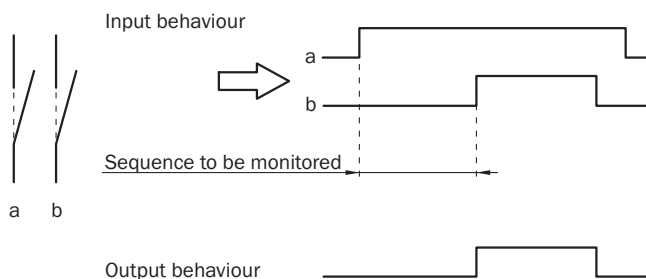 Input behaviour
a
b
Sequence to be monitored
a b
Output behaviour